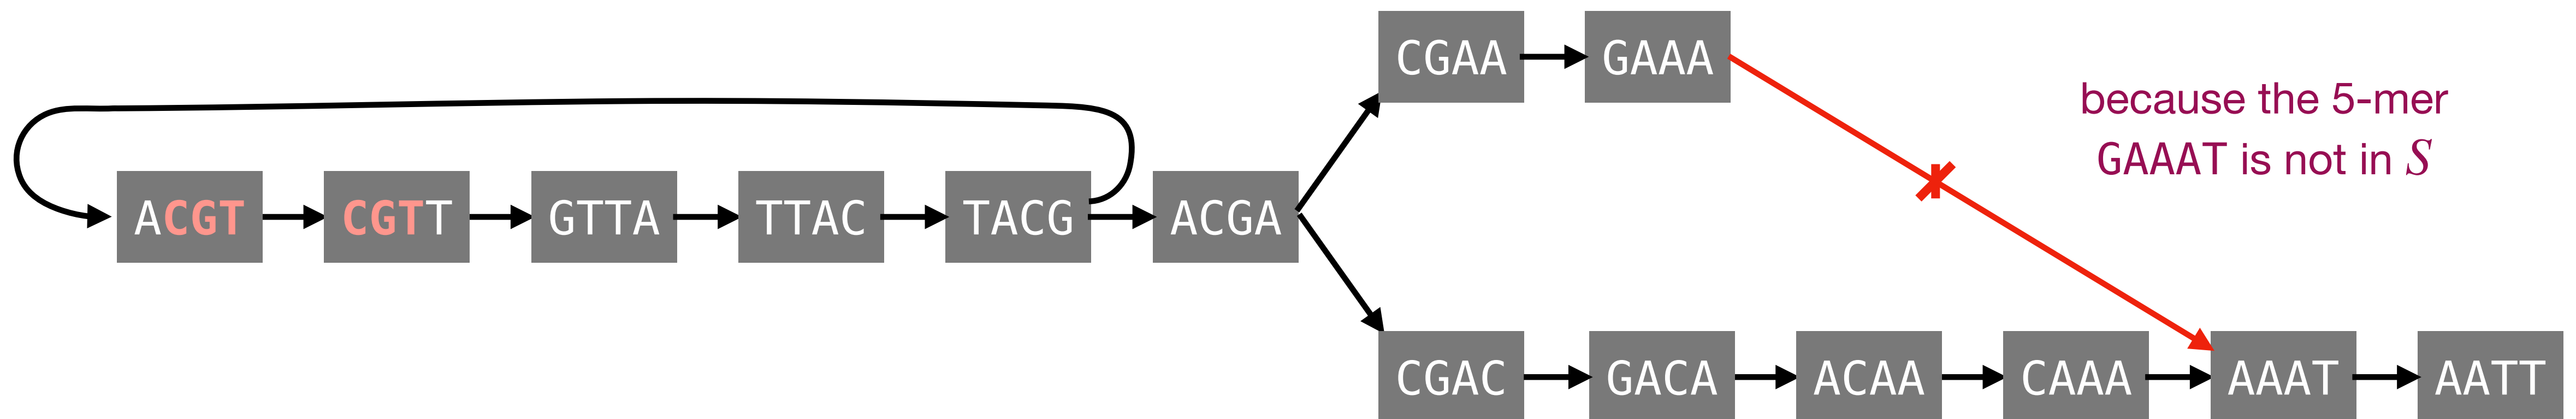 CGAA GAAA
because the 5-mer
GAAAT is not in S
ACGT CGTT GTTA TTAC TACG ACGA
CGAC GACA ACAA CAAA AAAT AATT